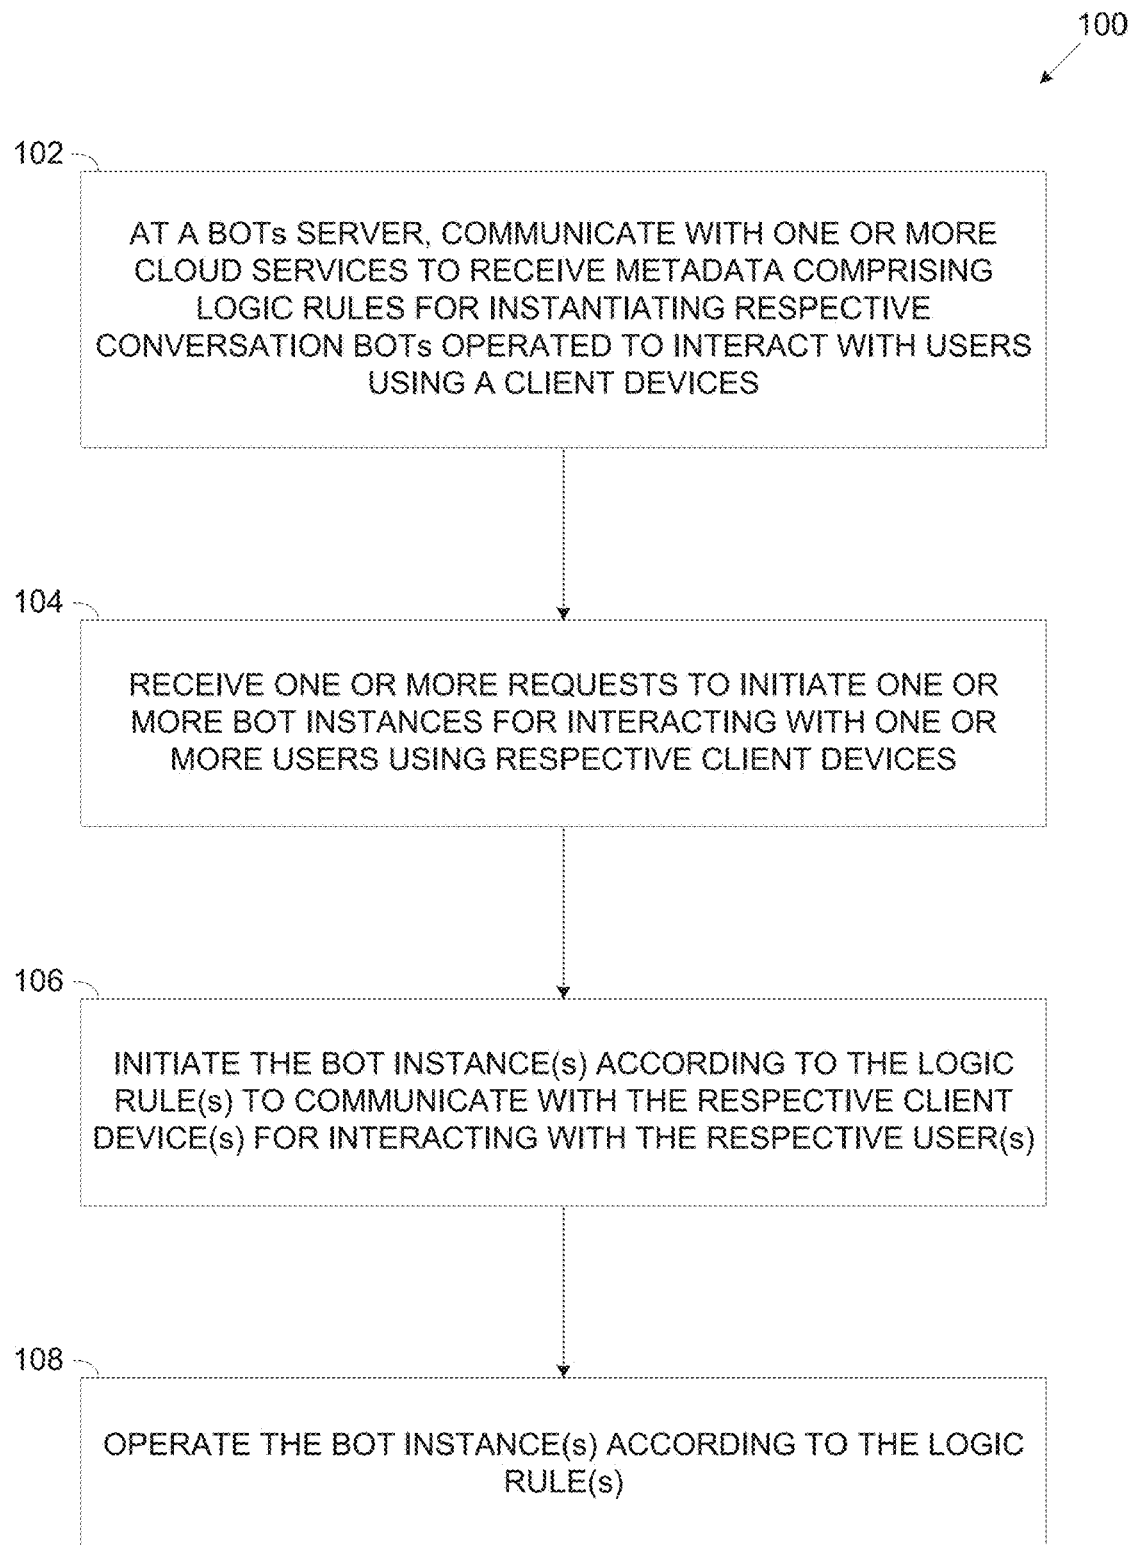 100
102
AT A BOTs SERVER, COMMUNICATE WITH ONE OR MORE
CLOUD SERVICES TO RECEIVE METADATA COMPRISING
LOGIC RULES FOR INSTANTIATING RESPECTIVE
CONVERSATION BOTs OPERATED TO INTERACT WITH USERS
USING A CLIENT DEVICES
104
RECEIVE ONE OR MORE REQUESTS TO INITIATE ONE OR
MORE BOT INSTANCES FOR INTERACTING WITH ONE OR
MORE USERS USING RESPECTIVE CLIENT DEVICES
106
INITIATE THE BOT INSTANCE(s) ACCORDING TO THE LOGIC
RULE(s) TO COMMUNICATE WITH THE RESPECTIVE CLIENT
DEVICE(s) FOR INTERACTING WITH THE RESPECTIVE USER(s)
108
OPERATE THE BOT INSTANCE(s) ACCORDING TO THE LOGIC
RULE(s)